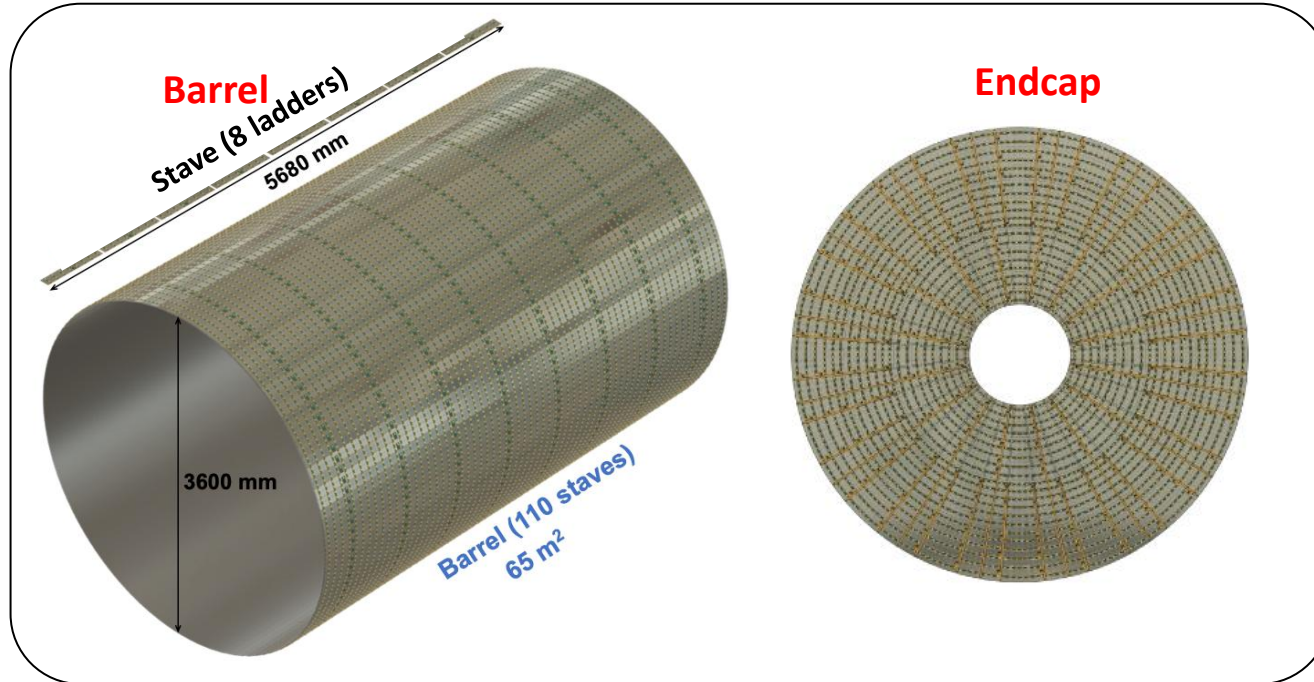 Barrel
Stave (8 ladders)
5680 mm
3600 mm
Barrel (110 staves)
65 m²
Endcap